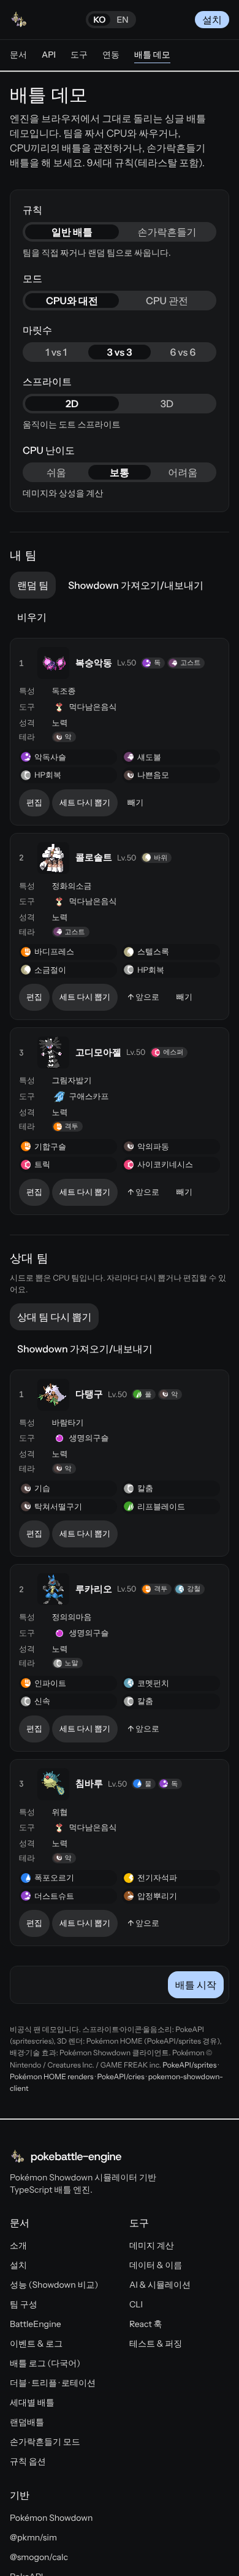 KO EN 설치
문서 API 도구 연동 배틀 데모
배틀 데모
엔진을 브라우저에서 그대로 돌리는 싱글 배틀
데모입니다. 팀을 짜서 CPU와 싸우거나,
CPU끼리의 배틀을 관전하거나, 손가락흔들기
배틀을 해 보세요. 9세대 규칙(테라스탈 포함).
규칙
일반 배틀 손가락흔들기
팀을 직접 짜거나 랜덤 팀으로 싸웁니다.
모드
CPU와 대전 CPU 관전
마릿수
1 vs 1 3 vs 3 6 vs 6
스프라이트
2D 3D
움직이는 도트 스프라이트
CPU 난이도
쉬움 보통 어려움
데미지와 상성을 계산
내 팀
랜덤 팀 Showdown 가져오기/내보내기
비우기
1 복숭악동 Lv.50 독 고스트
특성 독조종
도구 먹다남은음식
성격 노력
테라 악
악독사슬 섀도볼
HP회복 나쁜음모
편집 세트 다시 뽑기 빼기
2 콜로솔트 Lv.50 바위
특성 정화의소금
도구 먹다남은음식
성격 노력
테라 고스트
바디프레스 스텔스록
소금절이 HP회복
편집 세트 다시 뽑기 ↑ 앞으로 빼기
3 고디모아젤 Lv.50 에스퍼
특성 그림자밟기
도구 구애스카프
성격 노력
테라 격투
기합구슬 악의파동
트릭 사이코키네시스
편집 세트 다시 뽑기 ↑ 앞으로 빼기
상대 팀
시드로 뽑은 CPU 팀입니다. 자리마다 다시 뽑거나 편집할 수 있어
요.
상대 팀 다시 뽑기
Showdown 가져오기/내보내기
1 다탱구 Lv.50 풀 악
특성 바람타기
도구 생명의구슬
성격 노력
테라 악
기습 칼춤
탁쳐서떨구기 리프블레이드
편집 세트 다시 뽑기
2 루카리오 Lv.50 격투 강철
특성 정의의마음
도구 생명의구슬
성격 노력
테라 노말
인파이트 코멧펀치
신속 칼춤
편집 세트 다시 뽑기 ↑ 앞으로
3 침바루 Lv.50 물 독
특성 위협
도구 먹다남은음식
성격 노력
테라 악
폭포오르기 전기자석파
더스트슈트 압정뿌리기
편집 세트 다시 뽑기 ↑ 앞으로
배틀 시작
비공식 팬 데모입니다. 스프라이트·아이콘·울음소리: PokeAPI
(sprites·cries), 3D 렌더: Pokémon HOME (PokeAPI/sprites 경유),
배경·기술 효과: Pokémon Showdown 클라이언트. Pokémon ©
Nintendo / Creatures Inc. / GAME FREAK inc. PokeAPI/sprites ·
Pokémon HOME renders · PokeAPI/cries · pokemon-showdown-
client
pokebattle-engine
Pokémon Showdown 시뮬레이터 기반
TypeScript 배틀 엔진.
문서 도구
소개 데미지 계산
설치 데이터 & 이름
성능 (Showdown 비교) AI & 시뮬레이션
팀 구성 CLI
BattleEngine React 훅
이벤트 & 로그 테스트 & 퍼징
배틀 로그 (다국어)
더블 · 트리플 · 로테이션
세대별 배틀
랜덤배틀
손가락흔들기 모드
규칙 옵션
기반
Pokémon Showdown
@pkmn/sim
@smogon/calc